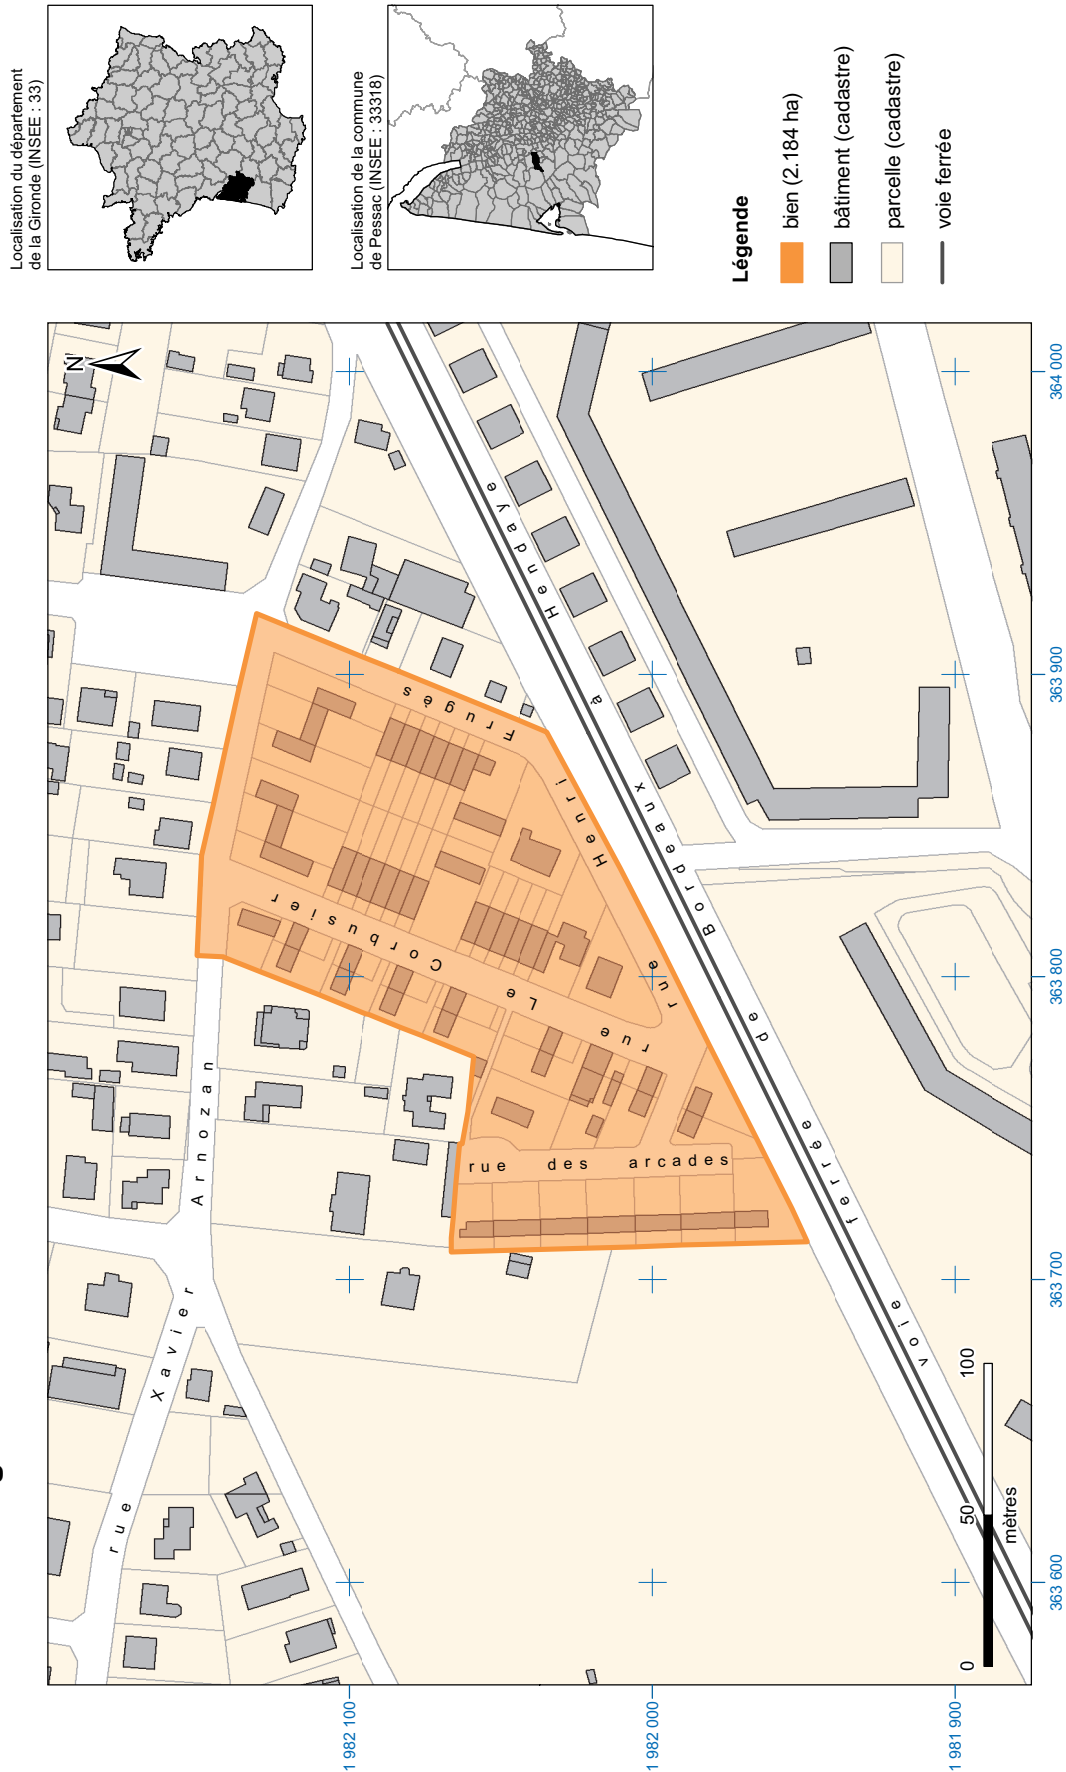 Localisation du département
de la Gironde (INSEE : 33)
Localisation de la commune
de Pessac (INSEE : 33318)
Légende
bien (2.184 ha)
bâtiment (cadastre)
parcelle (cadastre)
voie ferrée
N
rue Xavier Arnozan
rue Le Corbusier
rue Henri Frugès
rue des arcades
voie ferrée de Bordeaux à Hendaye
0 50 100
mètres
1 982 100
1 982 000
1 981 900
363 600
363 700
363 800
363 900
364 000